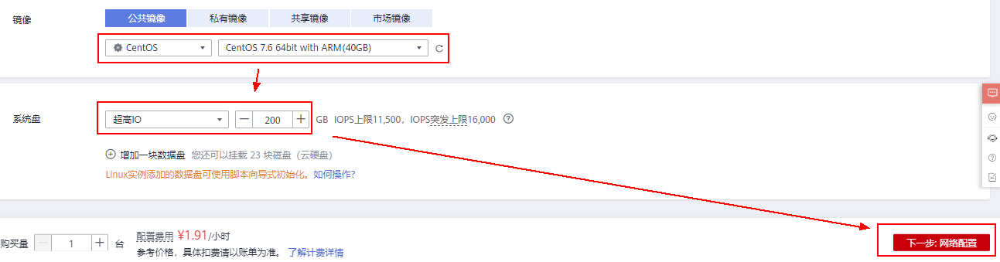 镜像 公共镜像 私有镜像 共享镜像 市场镜像
CentOS CentOS 7.6 64bit with ARM(40GB)
系统盘 超高IO 200 GB IOPS上限11,500，IOPS突发上限16,000
增加一块数据盘 您还可以挂载 23 块磁盘（云硬盘）
Linux实例添加的数据盘可使用脚本向导式初始化。如何操作?
购买量 1 台 配置费用 ¥1.91/小时
参考价格，具体扣费请以账单为准。 了解计费详情
下一步: 网络配置